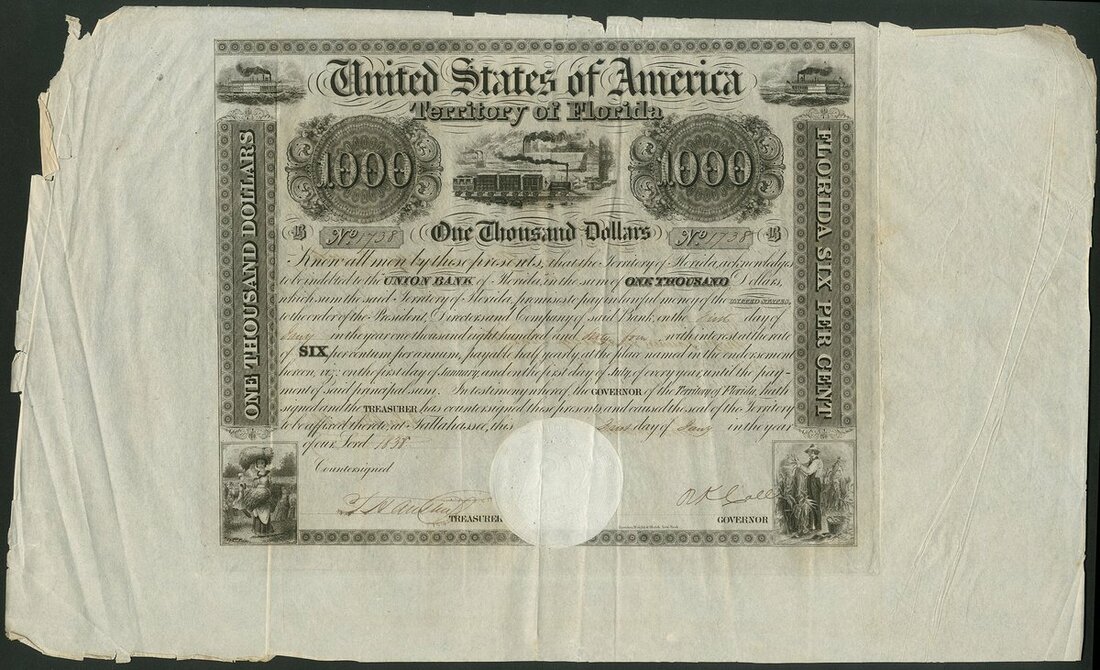 United States of America
Territory of Florida
1000
1000
ONE THOUSAND DOLLARS
FLORIDA SIX PER CENT
B No. 1738 One Thousand Dollars No. 1738 B
Know all men by these presents, that the Territory of Florida, acknowledges
to be indebted to the UNION BANK of Florida, in the sum of ONE THOUSAND Dollars,
which sum the said Territory of Florida, promises to pay in lawful money of the UNITED STATES,
to the order of the President, Directors and Company of said Bank, on the first day of
in the year one thousand eight hundred and with interest at the rate
of SIX, per centum per annum, payable half yearly, at the place named in the endorsement
hereon, viz: on the first day of January, and on the first day of July, of every year, until the pay-
ment of said principal sum. In testimony whereof, the GOVERNOR of the Territory of Florida, hath
signed and the TREASURER has countersigned these presents and caused the seal of the Territory
to be affixed thereto, at Tallahassee, this first day of in the year
of our Lord 1838
Countersigned
TREASURER
R K Call
GOVERNOR